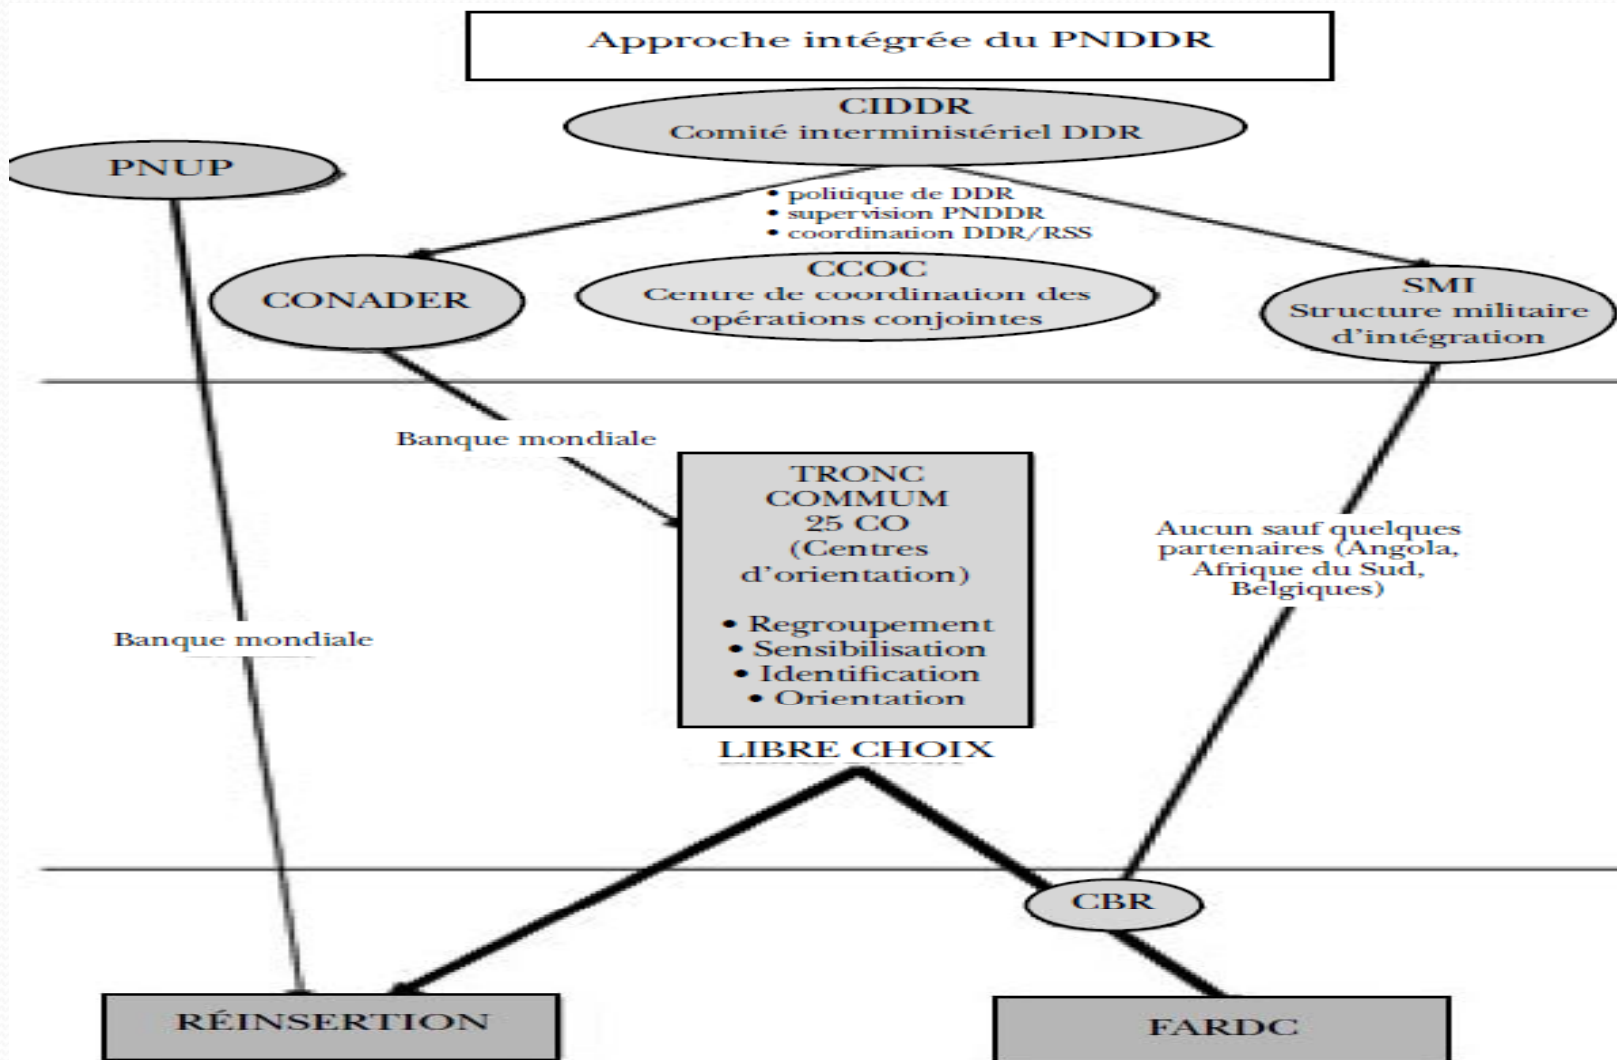 Approche intégrée du PNDDR
CIDDR
Comité interministériel DDR
PNUP
• politique de DDR
• supervision PNDDR
• coordination DDR/RSS
CONADER
CCOC
Centre de coordination des
opérations conjointes
SMI
Structure militaire
d'intégration
Banque mondiale
TRONC
COMMUM
25 CO
(Centres
d'orientation)
• Regroupement
• Sensibilisation
• Identification
• Orientation
Aucun sauf quelques
partenaires (Angola,
Afrique du Sud,
Belgiques)
Banque mondiale
LIBRE CHOIX
CBR
RÉINSERTION
FARDC